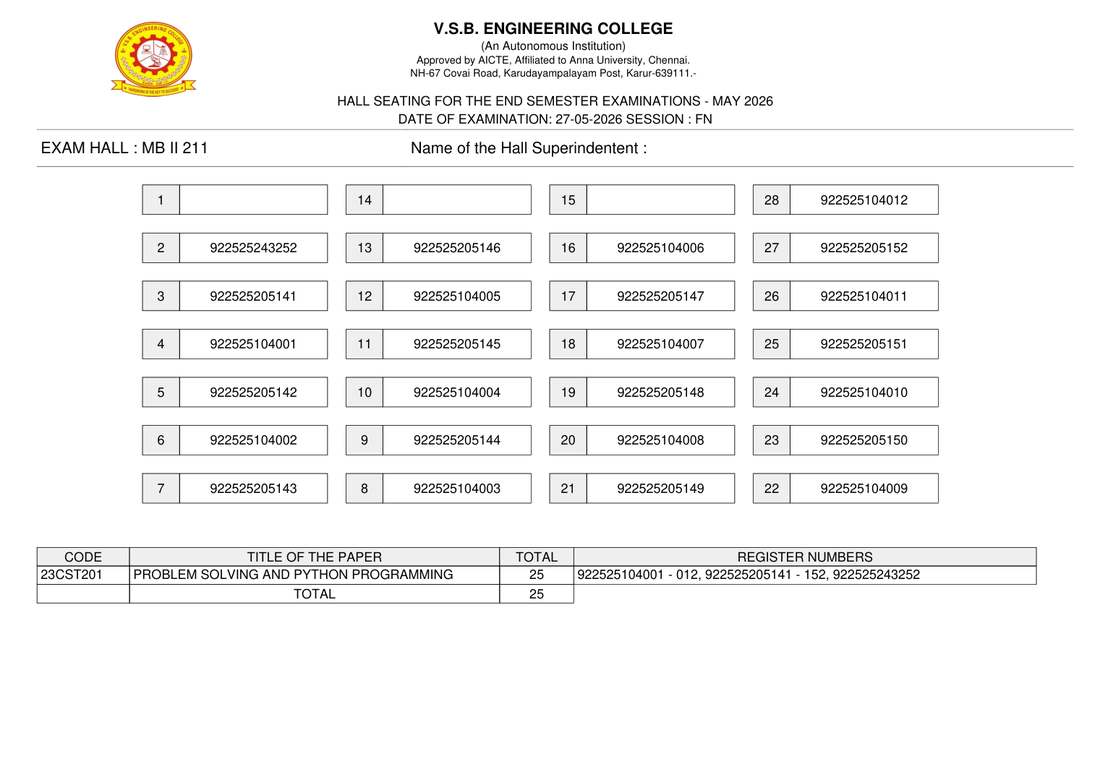 V.S.B. ENGINEERING COLLEGE
(An Autonomous Institution)
Approved by AICTE, Affiliated to Anna University, Chennai.
NH-67 Covai Road, Karudayampalayam Post, Karur-639111.-
HALL SEATING FOR THE END SEMESTER EXAMINATIONS - MAY 2026
DATE OF EXAMINATION: 27-05-2026 SESSION : FN
EXAM HALL : MB II 211 Name of the Hall Superindentent :
1 14 15 28 922525104012
2 922525243252 13 922525205146 16 922525104006 27 922525205152
3 922525205141 12 922525104005 17 922525205147 26 922525104011
4 922525104001 11 922525205145 18 922525104007 25 922525205151
5 922525205142 10 922525104004 19 922525205148 24 922525104010
6 922525104002 9 922525205144 20 922525104008 23 922525205150
7 922525205143 8 922525104003 21 922525205149 22 922525104009
CODE TITLE OF THE PAPER TOTAL REGISTER NUMBERS
23CST201 PROBLEM SOLVING AND PYTHON PROGRAMMING 25 922525104001 - 012, 922525205141 - 152, 922525243252
TOTAL 25